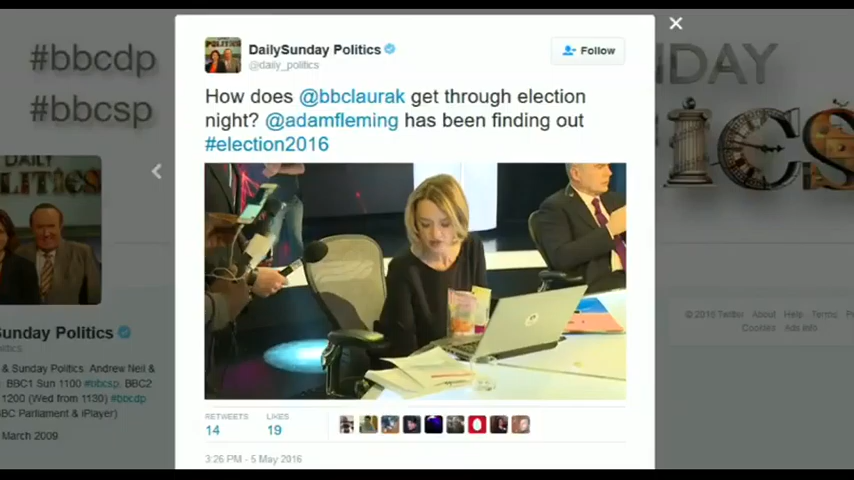 #bbcdp
#bbcsp
DAILY
POLITICS
Sunday Politics
& Sunday Politics Andrew Neil &
BBC1 Sun 1100 #bbcsp, BBC2
1200 (Wed from 1130) #bbcdp
BBC Parliament & iPlayer)
March 2009
DailySunday Politics
@daily_politics
Follow
How does @bbclaurak get through election
night? @adamfleming has been finding out
#election2016
RETWEETS
14
LIKES
19
3:26 PM - 5 May 2016
© 2016 Twitter About Help Terms
Cookies Ads info